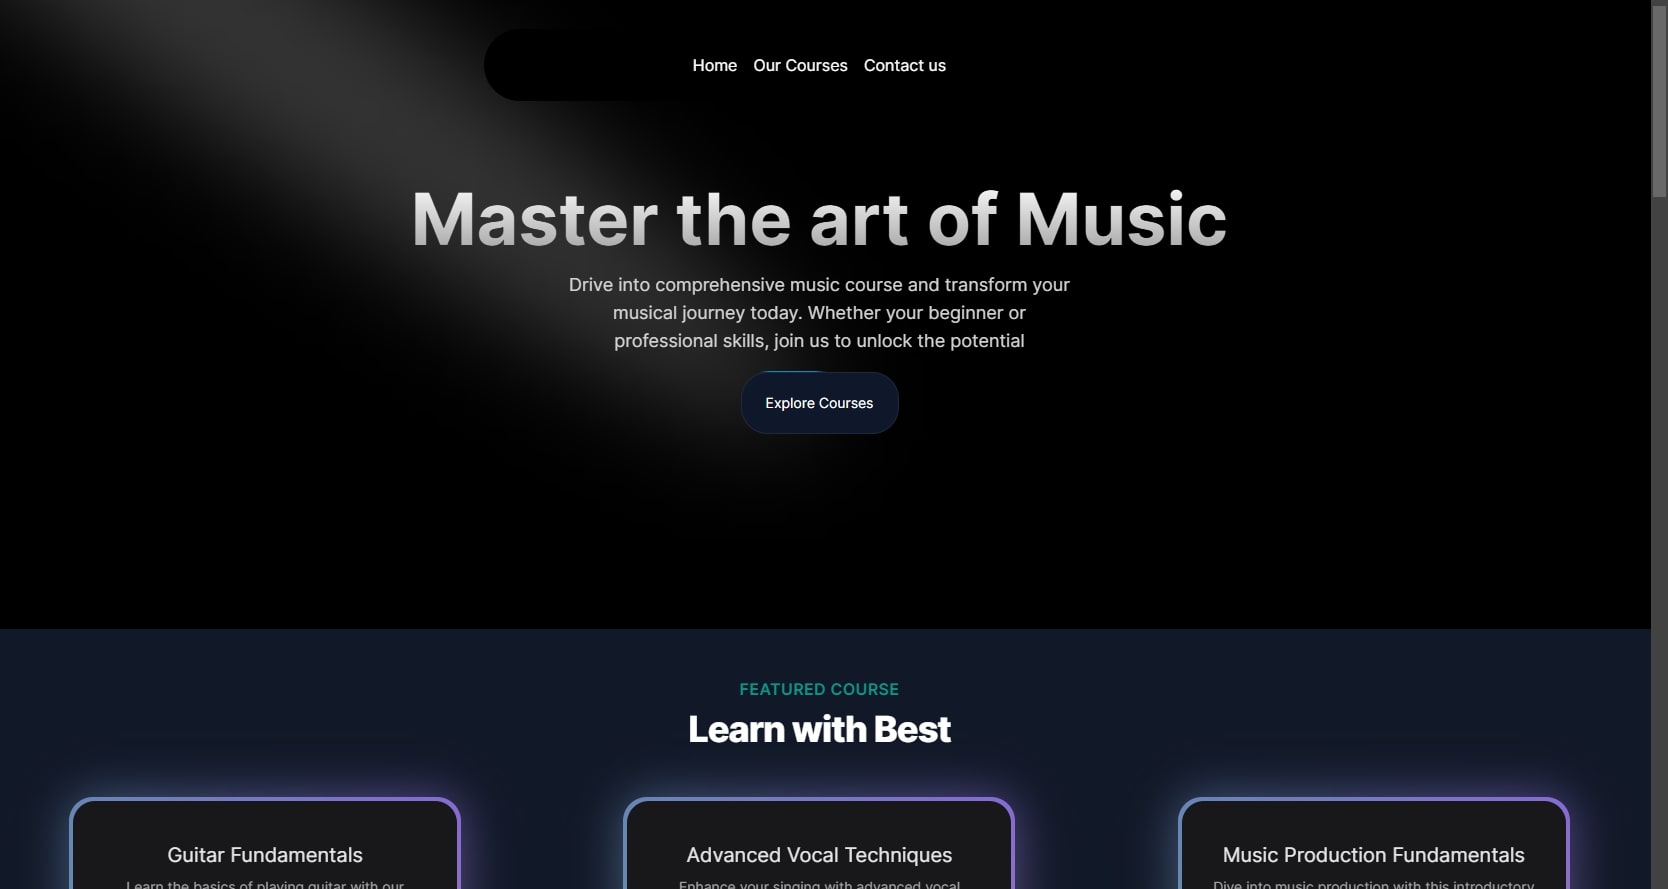 Home Our Courses Contact us
Master the art of Music
Drive into comprehensive music course and transform your
musical journey today. Whether your beginner or
professional skills, join us to unlock the potential
Explore Courses
FEATURED COURSE
Learn with Best
Guitar Fundamentals
Learn the basics of playing guitar with our
Advanced Vocal Techniques
Enhance your singing with advanced vocal
Music Production Fundamentals
Dive into music production with this introductory